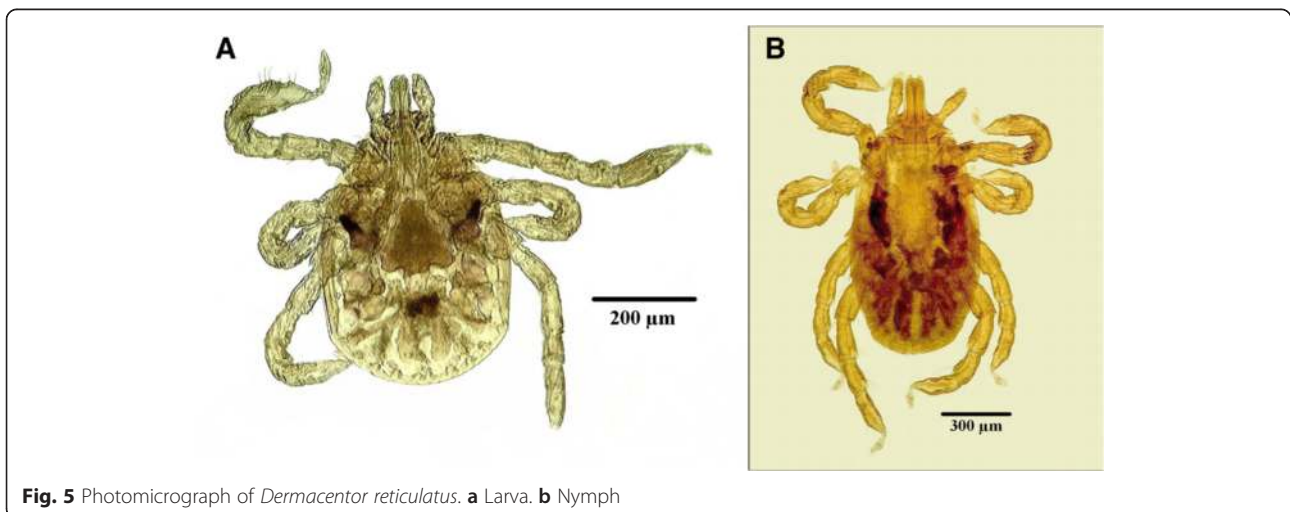 A
B
200 µm
300 µm
Fig. 5 Photomicrograph of Dermacentor reticulatus. a Larva. b Nymph